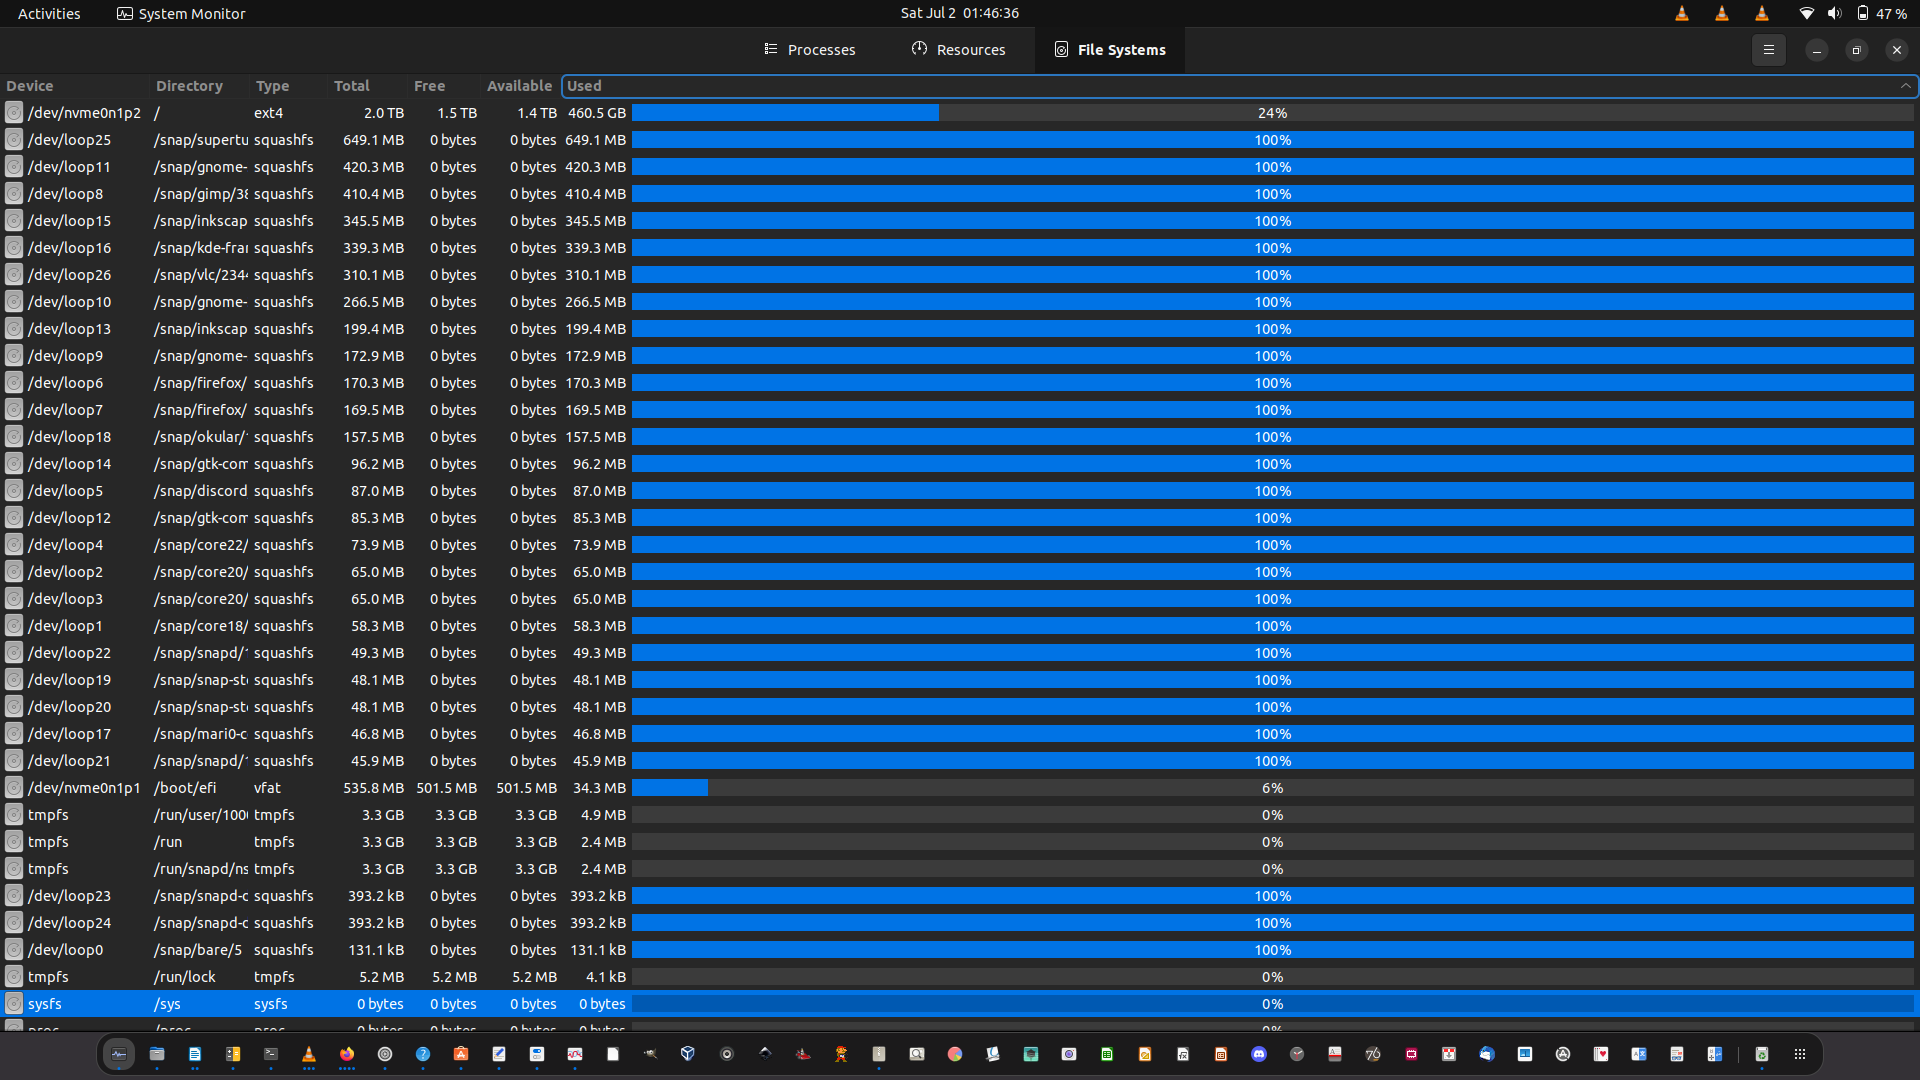 Activities System Monitor Sat Jul 2 01:46:36 47 %
Processes Resources File Systems
Device Directory Type Total Free Available Used
/dev/nvme0n1p2 / ext4 2.0 TB 1.5 TB 1.4 TB 460.5 GB 24%
/dev/loop25 /snap/supertu squashfs 649.1 MB 0 bytes 0 bytes 649.1 MB 100%
/dev/loop11 /snap/gnome- squashfs 420.3 MB 0 bytes 0 bytes 420.3 MB 100%
/dev/loop8 /snap/gimp/38 squashfs 410.4 MB 0 bytes 0 bytes 410.4 MB 100%
/dev/loop15 /snap/inkscap squashfs 345.5 MB 0 bytes 0 bytes 345.5 MB 100%
/dev/loop16 /snap/kde-fra squashfs 339.3 MB 0 bytes 0 bytes 339.3 MB 100%
/dev/loop26 /snap/vlc/234 squashfs 310.1 MB 0 bytes 0 bytes 310.1 MB 100%
/dev/loop10 /snap/gnome- squashfs 266.5 MB 0 bytes 0 bytes 266.5 MB 100%
/dev/loop13 /snap/inkscap squashfs 199.4 MB 0 bytes 0 bytes 199.4 MB 100%
/dev/loop9 /snap/gnome- squashfs 172.9 MB 0 bytes 0 bytes 172.9 MB 100%
/dev/loop6 /snap/firefox/ squashfs 170.3 MB 0 bytes 0 bytes 170.3 MB 100%
/dev/loop7 /snap/firefox/ squashfs 169.5 MB 0 bytes 0 bytes 169.5 MB 100%
/dev/loop18 /snap/okular/ squashfs 157.5 MB 0 bytes 0 bytes 157.5 MB 100%
/dev/loop14 /snap/gtk-com squashfs 96.2 MB 0 bytes 0 bytes 96.2 MB 100%
/dev/loop5 /snap/discord squashfs 87.0 MB 0 bytes 0 bytes 87.0 MB 100%
/dev/loop12 /snap/gtk-com squashfs 85.3 MB 0 bytes 0 bytes 85.3 MB 100%
/dev/loop4 /snap/core22/ squashfs 73.9 MB 0 bytes 0 bytes 73.9 MB 100%
/dev/loop2 /snap/core20/ squashfs 65.0 MB 0 bytes 0 bytes 65.0 MB 100%
/dev/loop3 /snap/core20/ squashfs 65.0 MB 0 bytes 0 bytes 65.0 MB 100%
/dev/loop1 /snap/core18/ squashfs 58.3 MB 0 bytes 0 bytes 58.3 MB 100%
/dev/loop22 /snap/snapd/ squashfs 49.3 MB 0 bytes 0 bytes 49.3 MB 100%
/dev/loop19 /snap/snap-st squashfs 48.1 MB 0 bytes 0 bytes 48.1 MB 100%
/dev/loop20 /snap/snap-st squashfs 48.1 MB 0 bytes 0 bytes 48.1 MB 100%
/dev/loop17 /snap/mari0-c squashfs 46.8 MB 0 bytes 0 bytes 46.8 MB 100%
/dev/loop21 /snap/snapd/ squashfs 45.9 MB 0 bytes 0 bytes 45.9 MB 100%
/dev/nvme0n1p1 /boot/efi vfat 535.8 MB 501.5 MB 501.5 MB 34.3 MB 6%
tmpfs /run/user/100 tmpfs 3.3 GB 3.3 GB 3.3 GB 4.9 MB 0%
tmpfs /run tmpfs 3.3 GB 3.3 GB 3.3 GB 2.4 MB 0%
tmpfs /run/snapd/ns tmpfs 3.3 GB 3.3 GB 3.3 GB 2.4 MB 0%
/dev/loop23 /snap/snapd-c squashfs 393.2 kB 0 bytes 0 bytes 393.2 kB 100%
/dev/loop24 /snap/snapd-c squashfs 393.2 kB 0 bytes 0 bytes 393.2 kB 100%
/dev/loop0 /snap/bare/5 squashfs 131.1 kB 0 bytes 0 bytes 131.1 kB 100%
tmpfs /run/lock tmpfs 5.2 MB 5.2 MB 5.2 MB 4.1 kB 0%
sysfs /sys sysfs 0 bytes 0 bytes 0 bytes 0 bytes 0%
proc /proc proc 0 bytes 0 bytes 0 bytes 0 bytes 0%